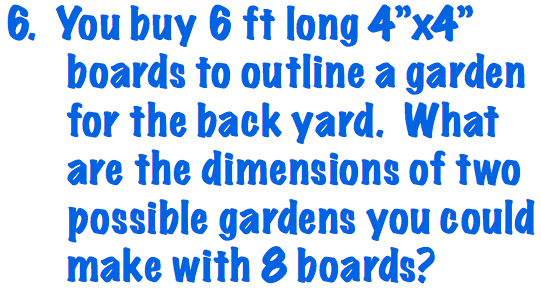 6. You buy 6 ft long 4”x4”
boards to outline a garden
for the back yard. What
are the dimensions of two
possible gardens you could
make with 8 boards?